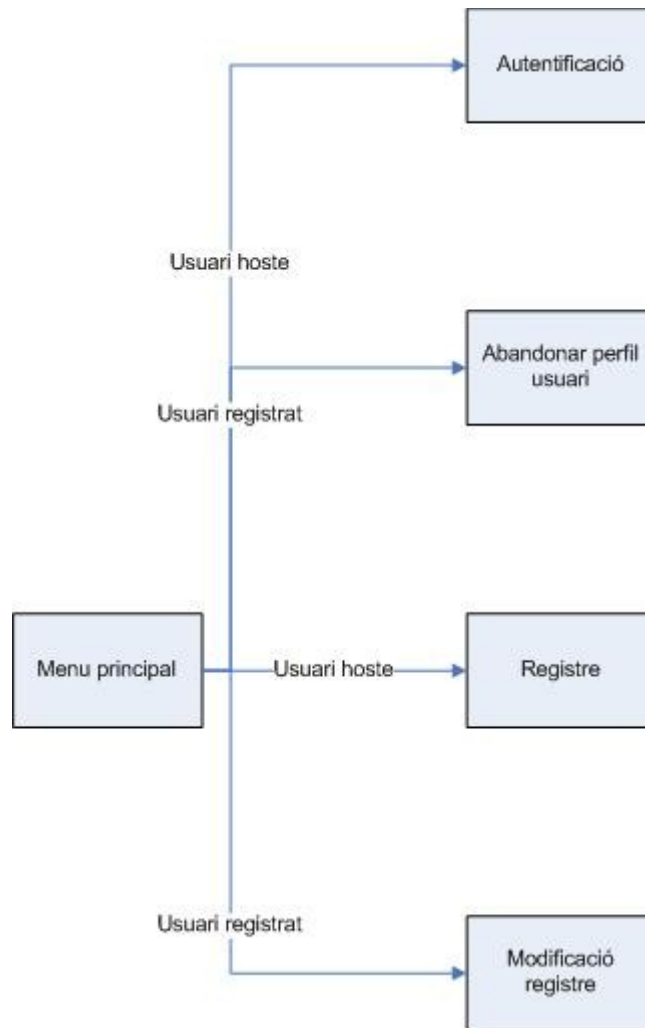 Autentificació
Usuari hoste
Abandonar perfil
usuari
Usuari registrat
Menu principal
Usuari hoste
Registre
Usuari registrat
Modificació
registre